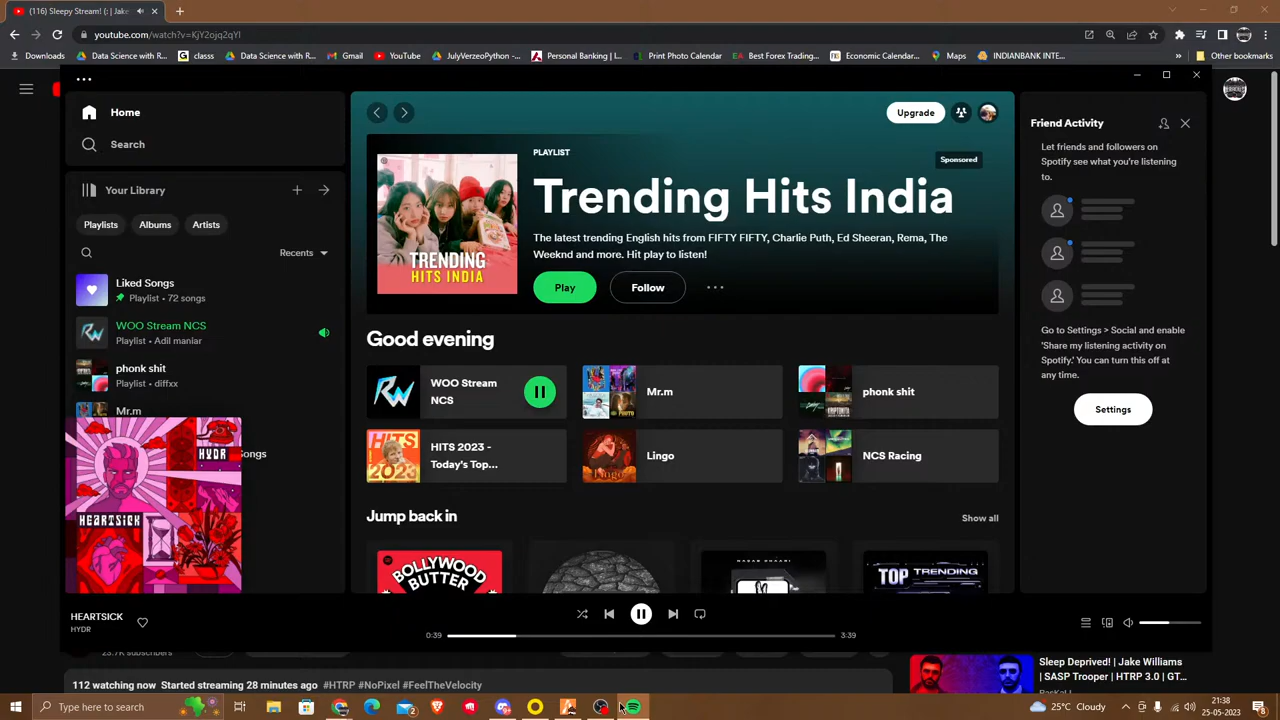 (116) Sleepy Stream! (: | Jake
youtube.com/watch?v=KjY2ojq2qYI
Downloads
Data Science with R...
classs
Data Science with R...
Gmail
YouTube
JulyVerzeoPython -...
Personal Banking | I...
Print Photo Calendar
Best Forex Trading...
Economic Calendar...
Maps
INDIANBANK INTE...
Other bookmarks
Home
Search
Your Library
Playlists
Albums
Artists
Recents
Liked Songs
Playlist • 72 songs
WOO Stream NCS
Playlist • Adil maniar
phonk shit
Playlist • diffxx
Mr.m
Songs
HYDR
HEARTSICK
Upgrade
PLAYLIST
Sponsored
Trending Hits India
The latest trending English hits from FIFTY FIFTY, Charlie Puth, Ed Sheeran, Rema, The
Weeknd and more. Hit play to listen!
TRENDING
HITS INDIA
Play
Follow
Good evening
WOO Stream
NCS
Mr.m
phonk shit
HITS 2023 -
Today's Top...
HITS
2023
Lingo
NCS Racing
Jump back in
Show all
BOLLYWOOD
BUTTER
TOP TRENDING
Friend Activity
Let friends and followers on
Spotify see what you're listening
to.
Go to Settings > Social and enable
'Share my listening activity on
Spotify.' You can turn this off at
any time.
Settings
HEARTSICK
HYDR
0:39
3:39
23.7K subscribers
112 watching now Started streaming 28 minutes ago #HTRP #NoPixel #FeelTheVelocity
Sleep Deprived! | Jake Williams
| SASP Trooper | HTRP 3.0 | GT...
Type here to search
25°C Cloudy
21:38
25-05-2023